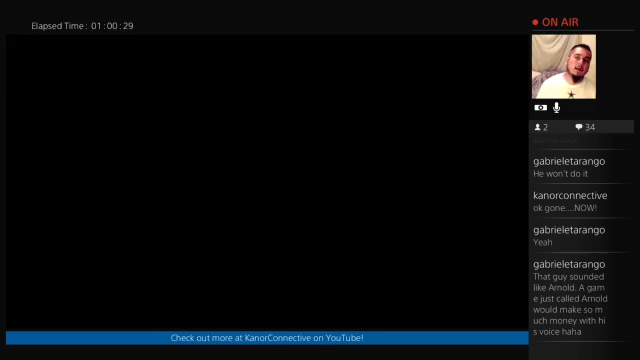 Elapsed Time : 01:00:29
ON AIR
2
34
gabrieletarango
He won't do it
kanorconnective
ok gone....NOW!
gabrieletarango
Yeah
gabrieletarango
That guy sounded
like Arnold. A gam
e just called Arnold
would make so m
uch money with hi
s voice haha
Check out more at KanorConnective on YouTube!